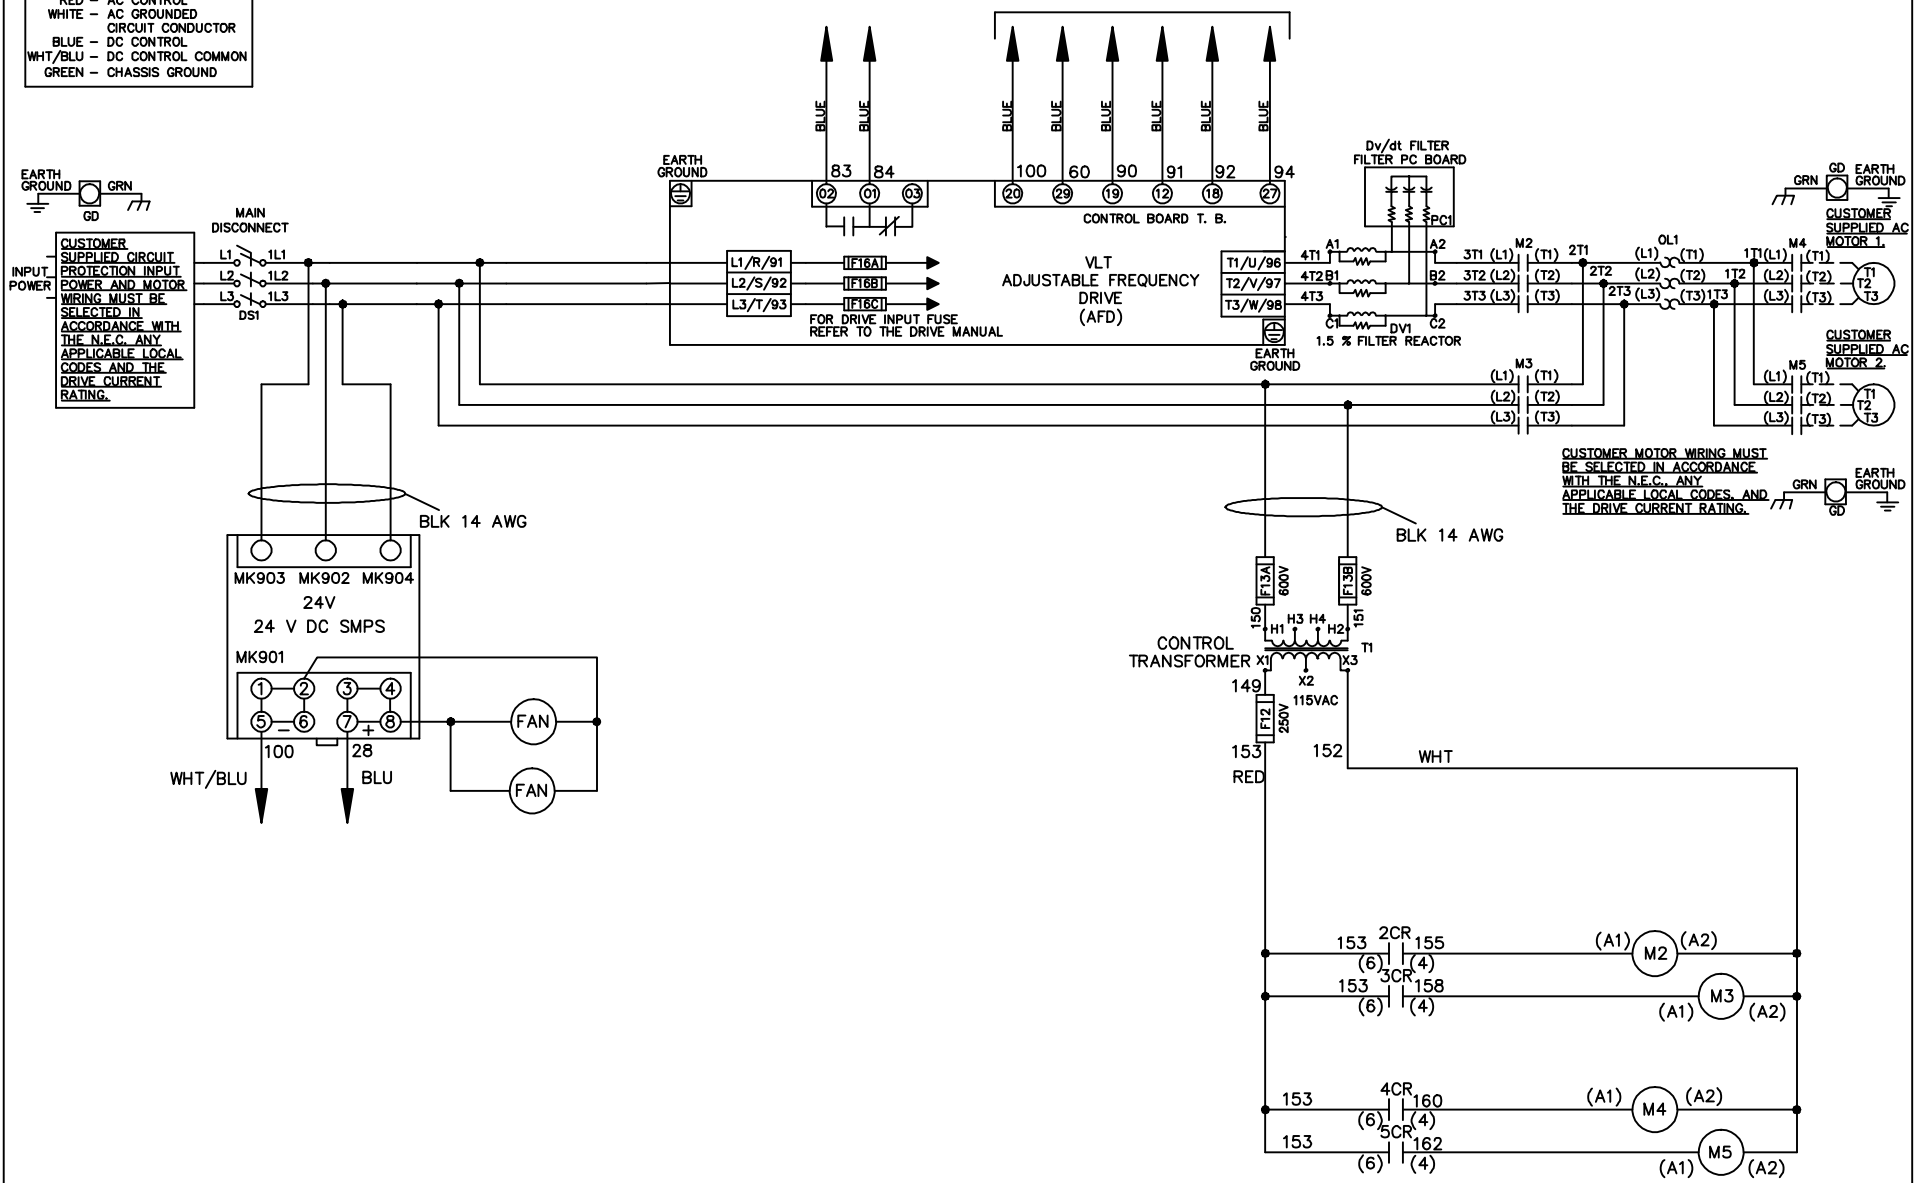 RED – AC CONTROL
WHITE – AC GROUNDED
CIRCUIT CONDUCTOR
BLUE – DC CONTROL
WHT/BLU – DC CONTROL COMMON
GREEN – CHASSIS GROUND
BLUE
BLUE
BLUE
BLUE
BLUE
BLUE
BLUE
BLUE
EARTH
GROUND
83
84
100
60
90
91
92
94
02
01
03
20
29
19
12
18
27
CONTROL BOARD T. B.
Dv/dt FILTER
FILTER PC BOARD
PC1
EARTH
GROUND
GRN
GD
GRN
GD
EARTH
GROUND
MAIN
DISCONNECT
INPUT
POWER
CUSTOMER
SUPPLIED CIRCUIT
PROTECTION INPUT
POWER AND MOTOR
WIRING MUST BE
SELECTED IN
ACCORDANCE WITH
THE N.E.C. ANY
APPLICABLE LOCAL
CODES AND THE
DRIVE CURRENT
RATING.
L1 1L1
L2 1L2
L3 1L3
DS1
L1/R/91
L2/S/92
L3/T/93
F16A
F16B
F16C
FOR DRIVE INPUT FUSE
REFER TO THE DRIVE MANUAL
VLT
ADJUSTABLE FREQUENCY
DRIVE
(AFD)
T1/U/96
T2/V/97
T3/W/98
EARTH
GROUND
4T1 A1 A2
4T2 B1 B2
4T3
C1 C2
DV1
1.5 % FILTER REACTOR
M2
3T1 (L1) (T1) 2T1
3T2 (L2) (T2) 2T2
3T3 (L3) (T3) 2T3
OL1
(L1) (T1) 1T1
(L2) (T2) 1T2
(L3) (T3) 1T3
CUSTOMER
SUPPLIED AC
MOTOR 1.
M4
(L1) (T1)
(L2) (T2)
(L3) (T3)
T1
T2
T3
CUSTOMER
SUPPLIED AC
MOTOR 2.
M3
(L1) (T1)
(L2) (T2)
(L3) (T3)
M5
(L1) (T1)
(L2) (T2)
(L3) (T3)
T1
T2
T3
CUSTOMER MOTOR WIRING MUST
BE SELECTED IN ACCORDANCE
WITH THE N.E.C., ANY
APPLICABLE LOCAL CODES, AND
THE DRIVE CURRENT RATING.
GRN
GD
EARTH
GROUND
BLK 14 AWG
BLK 14 AWG
MK903 MK902 MK904
24V
24 V DC SMPS
MK901
1 2 3 4
5 – 6 7 + 8
100
28
WHT/BLU
BLU
FAN
FAN
F13A
600V
F13B
600V
150
151
H1 H3 H4 H2
T1
CONTROL
TRANSFORMER
X1 X3
X2
115VAC
149
F12
250V
153
152
RED
WHT
2CR
153 155
(6) (4)
(A1) M2 (A2)
3CR
153 158
(6) (4)
(A1) M3 (A2)
4CR
153 160
(6) (4)
(A1) M4 (A2)
5CR
153 162
(6) (4)
(A1) M5 (A2)